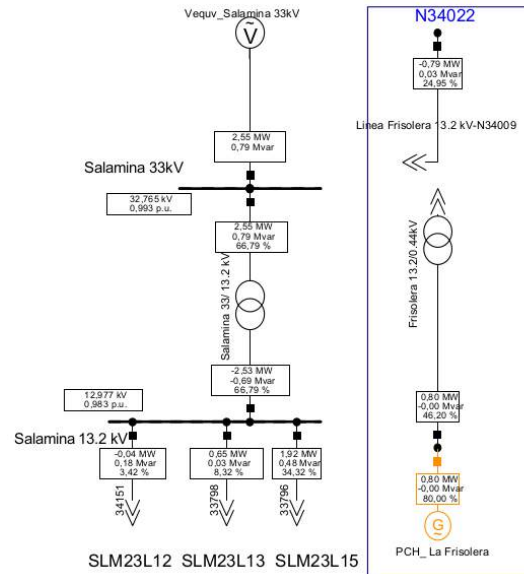 Vequv_Salamina 33kV
V
2,55 MW
0,79 Mvar
Salamina 33kV
32,765 kV
0,993 p.u.
2,55 MW
0,79 Mvar
66,79 %
Salamina 33/ 13.2 kV
-2,53 MW
-0,69 Mvar
66,79 %
12,977 kV
0,983 p.u.
Salamina 13.2 kV
-0,04 MW
0,18 Mvar
3,42 %
0,65 MW
0,03 Mvar
8,32 %
1,92 MW
0,48 Mvar
34,32 %
34151
33798
33796
SLM23L12
SLM23L13
SLM23L15
N34022
-0,79 MW
0,03 Mvar
24,95 %
Linea Frisolera 13.2 kV-N34009
Frisolera 13.2/0.44kV
0,80 MW
-0,00 Mvar
46,20 %
0,80 MW
-0,00 Mvar
80,00 %
G
PCH_ La Frisolera